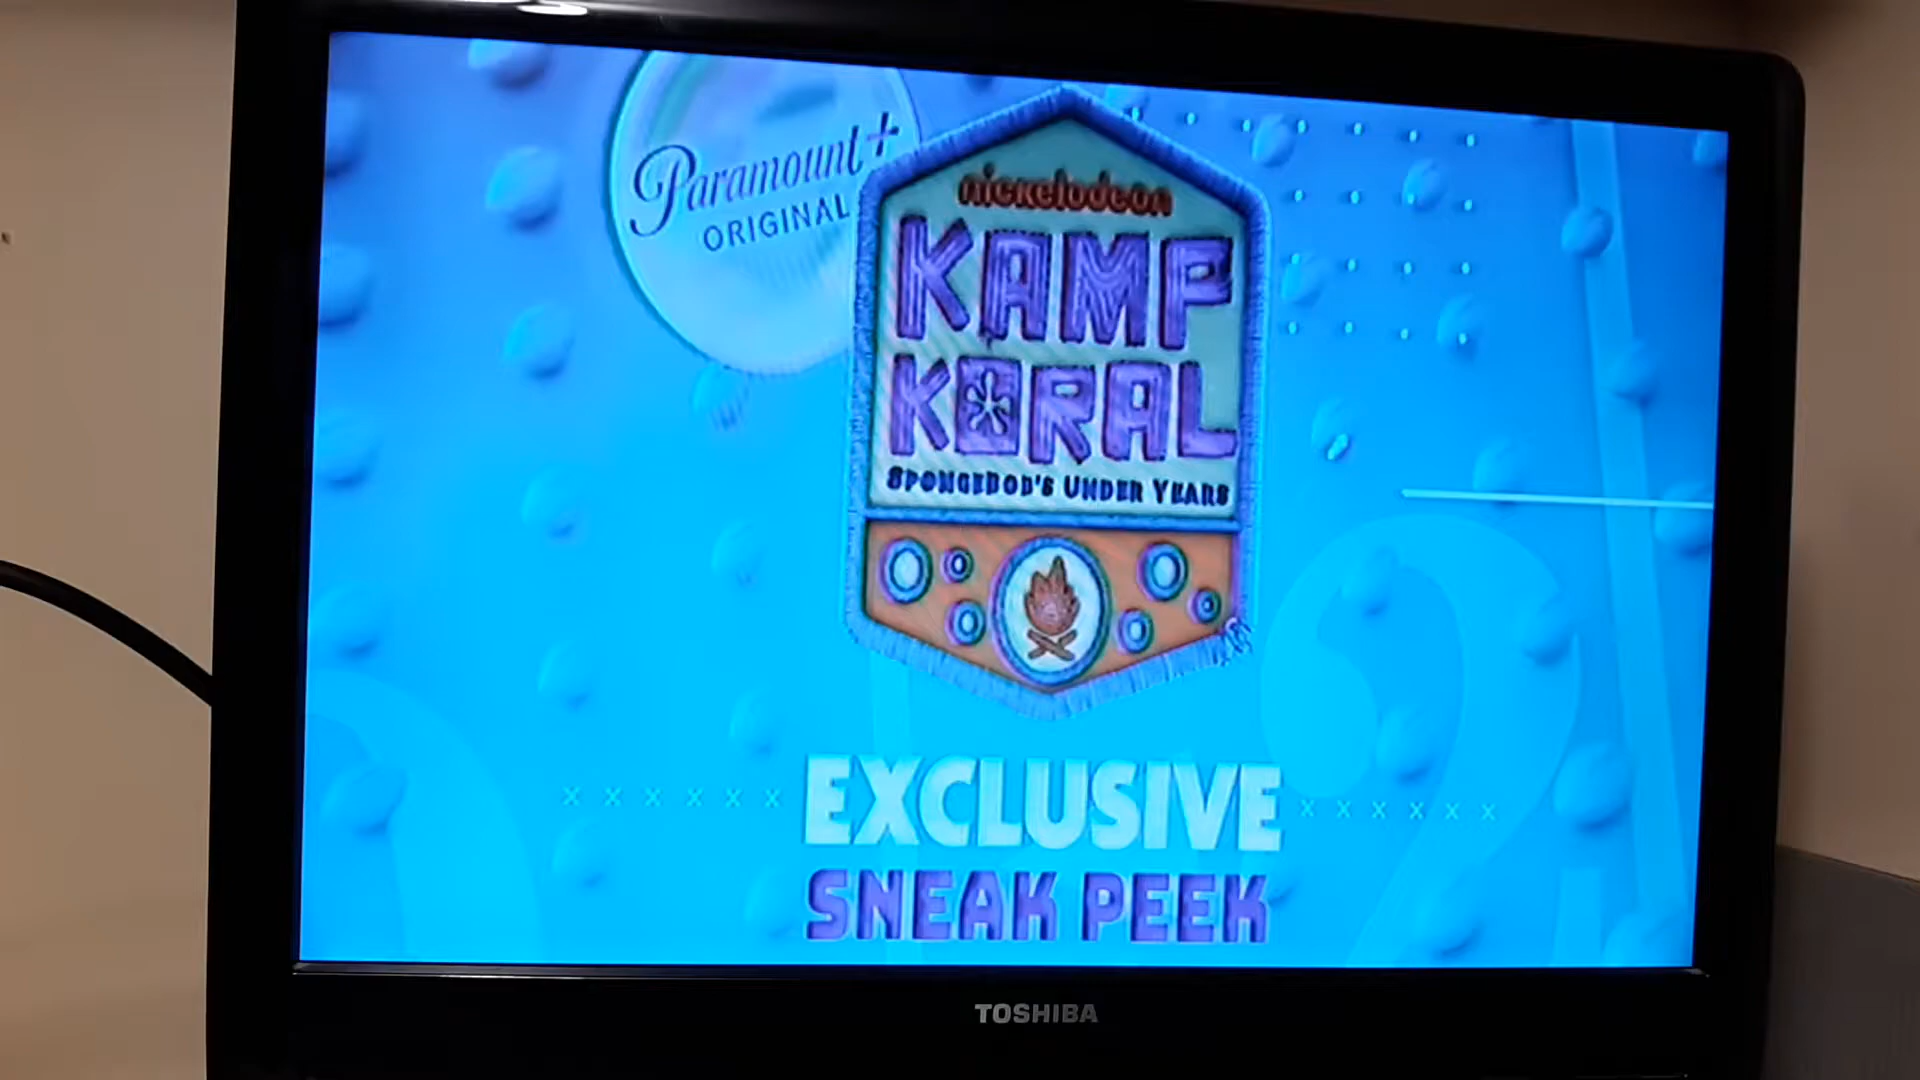 Paramount+
ORIGINAL
nickelodeon
KAMP
KORAL
SPONGEBOB'S UNDER YEARS
x x x x x x EXCLUSIVE x x x x x x
SNEAK PEEK
TOSHIBA